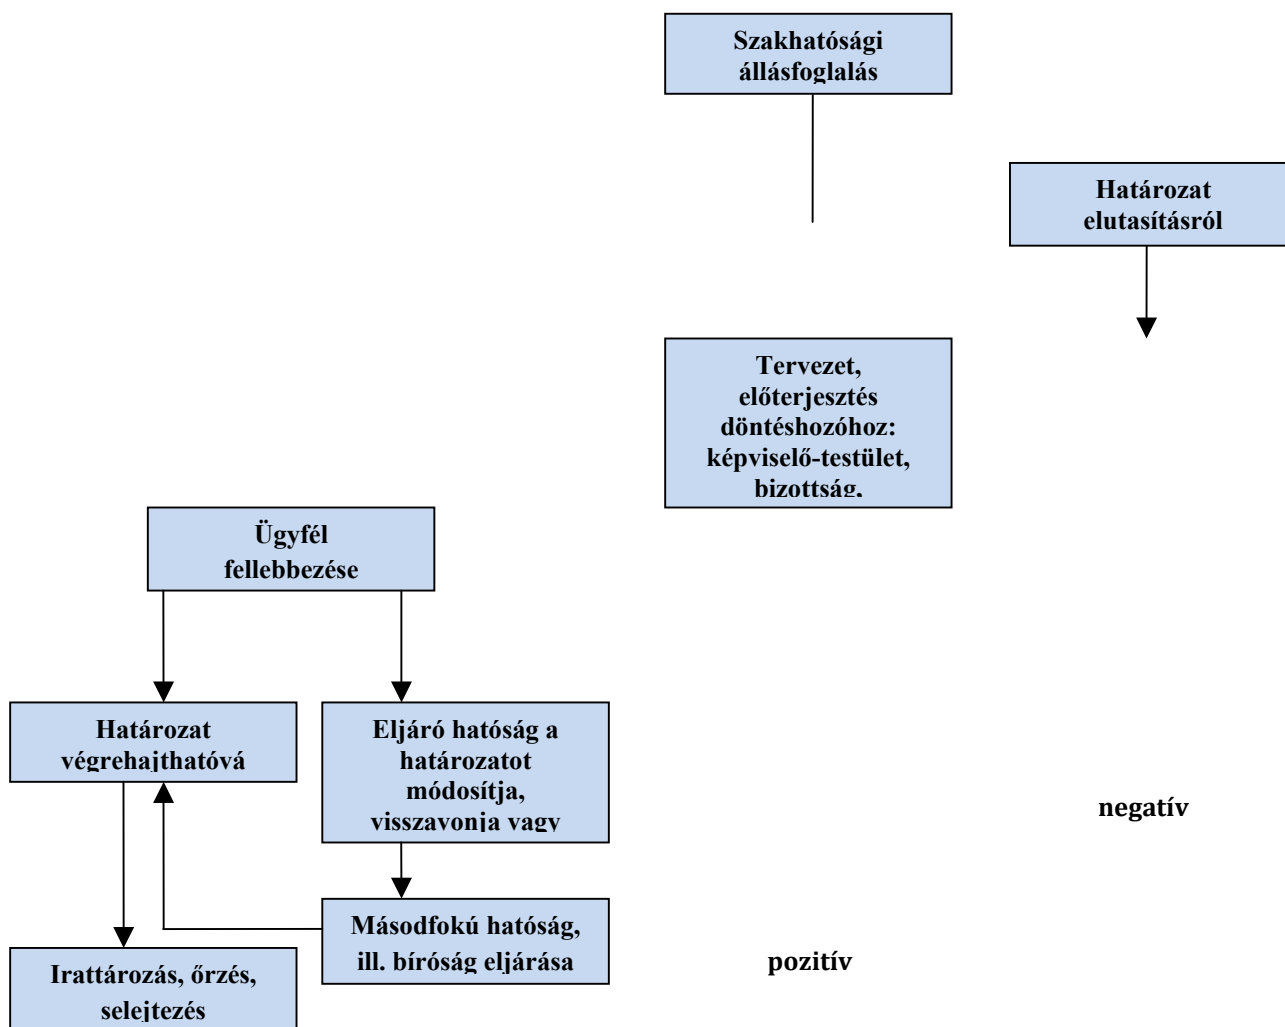 Szakhatósági
állásfoglalás
Határozat
elutasításról
Tervezet,
előterjesztés
döntéshozóhoz:
képviselő-testület,
bizottság,
Ügyfél
fellebbezése
Határozat
végrehajthatóvá
Eljáró hatóság a
határozatot
módosítja,
visszavonja vagy
negatív
Másodfokú hatóság,
ill. bíróság eljárása
pozitív
Irattározás, őrzés,
selejtezés